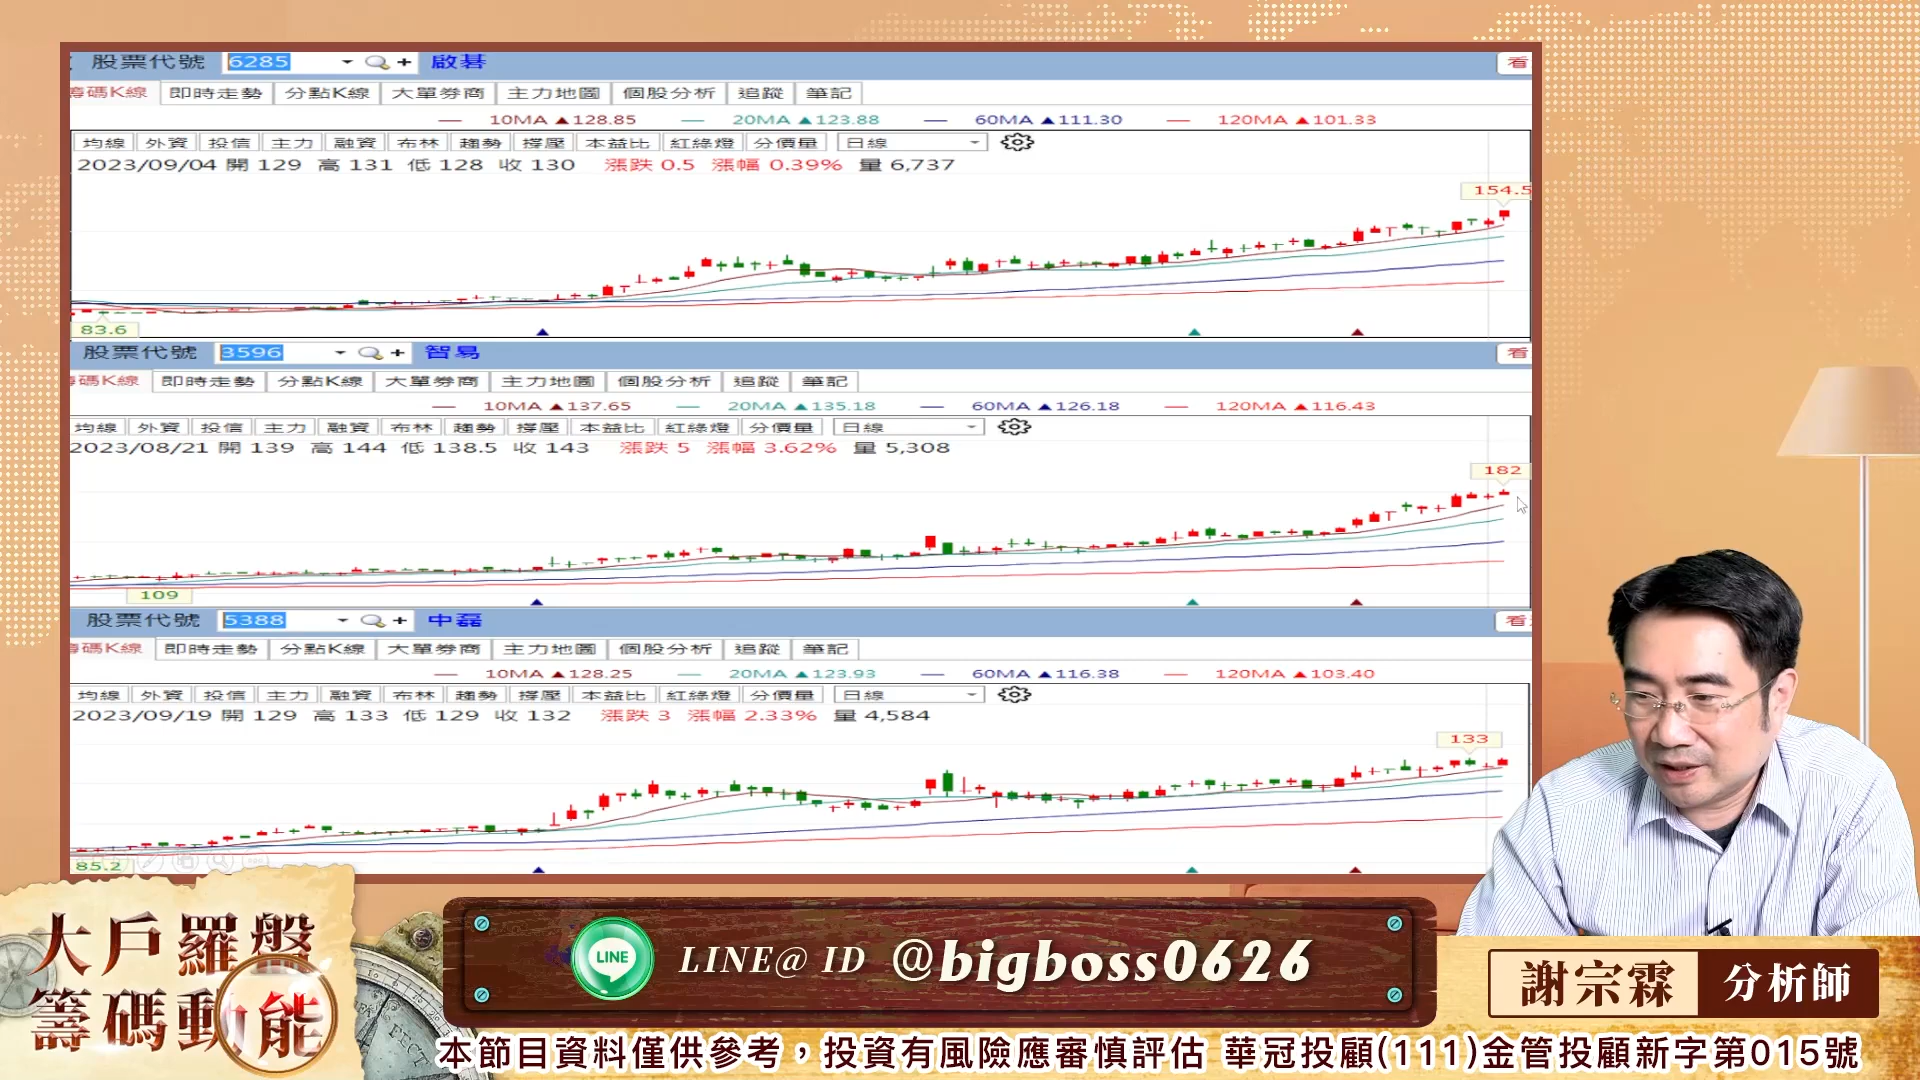 股票代號 6285 + 啟碁 看
籌碼K線 即時走勢 分點K線 大單券商 主力地圖 個股分析 追蹤 筆記
10MA ▲128.85 20MA ▲123.88 60MA ▲111.30 120MA ▲101.33
均線 外資 投信 主力 融資 布林 趨勢 撐壓 本益比 紅綠燈 分價量 日線
2023/09/04 開 129 高 131 低 128 收 130 漲跌 0.5 漲幅 0.39% 量 6,737
154.5
83.6
股票代號 3596 + 智易 看
籌碼K線 即時走勢 分點K線 大單券商 主力地圖 個股分析 追蹤 筆記
10MA ▲137.65 20MA ▲135.18 60MA ▲126.18 120MA ▲116.43
均線 外資 投信 主力 融資 布林 趨勢 撐壓 本益比 紅綠燈 分價量 日線
2023/08/21 開 139 高 144 低 138.5 收 143 漲跌 5 漲幅 3.62% 量 5,308
182
109
股票代號 5388 + 中磊 看
籌碼K線 即時走勢 分點K線 大單券商 主力地圖 個股分析 追蹤 筆記
10MA ▲128.25 20MA ▲123.93 60MA ▲116.38 120MA ▲103.40
均線 外資 投信 主力 融資 布林 趨勢 撐壓 本益比 紅綠燈 分價量 日線
2023/09/19 開 129 高 133 低 129 收 132 漲跌 3 漲幅 2.33% 量 4,584
133
85.2
大戶羅盤
籌碼動能
LINE LINE@ ID @bigboss0626
謝宗霖 分析師
本節目資料僅供參考，投資有風險應審慎評估 華冠投顧(111)金管投顧新字第015號